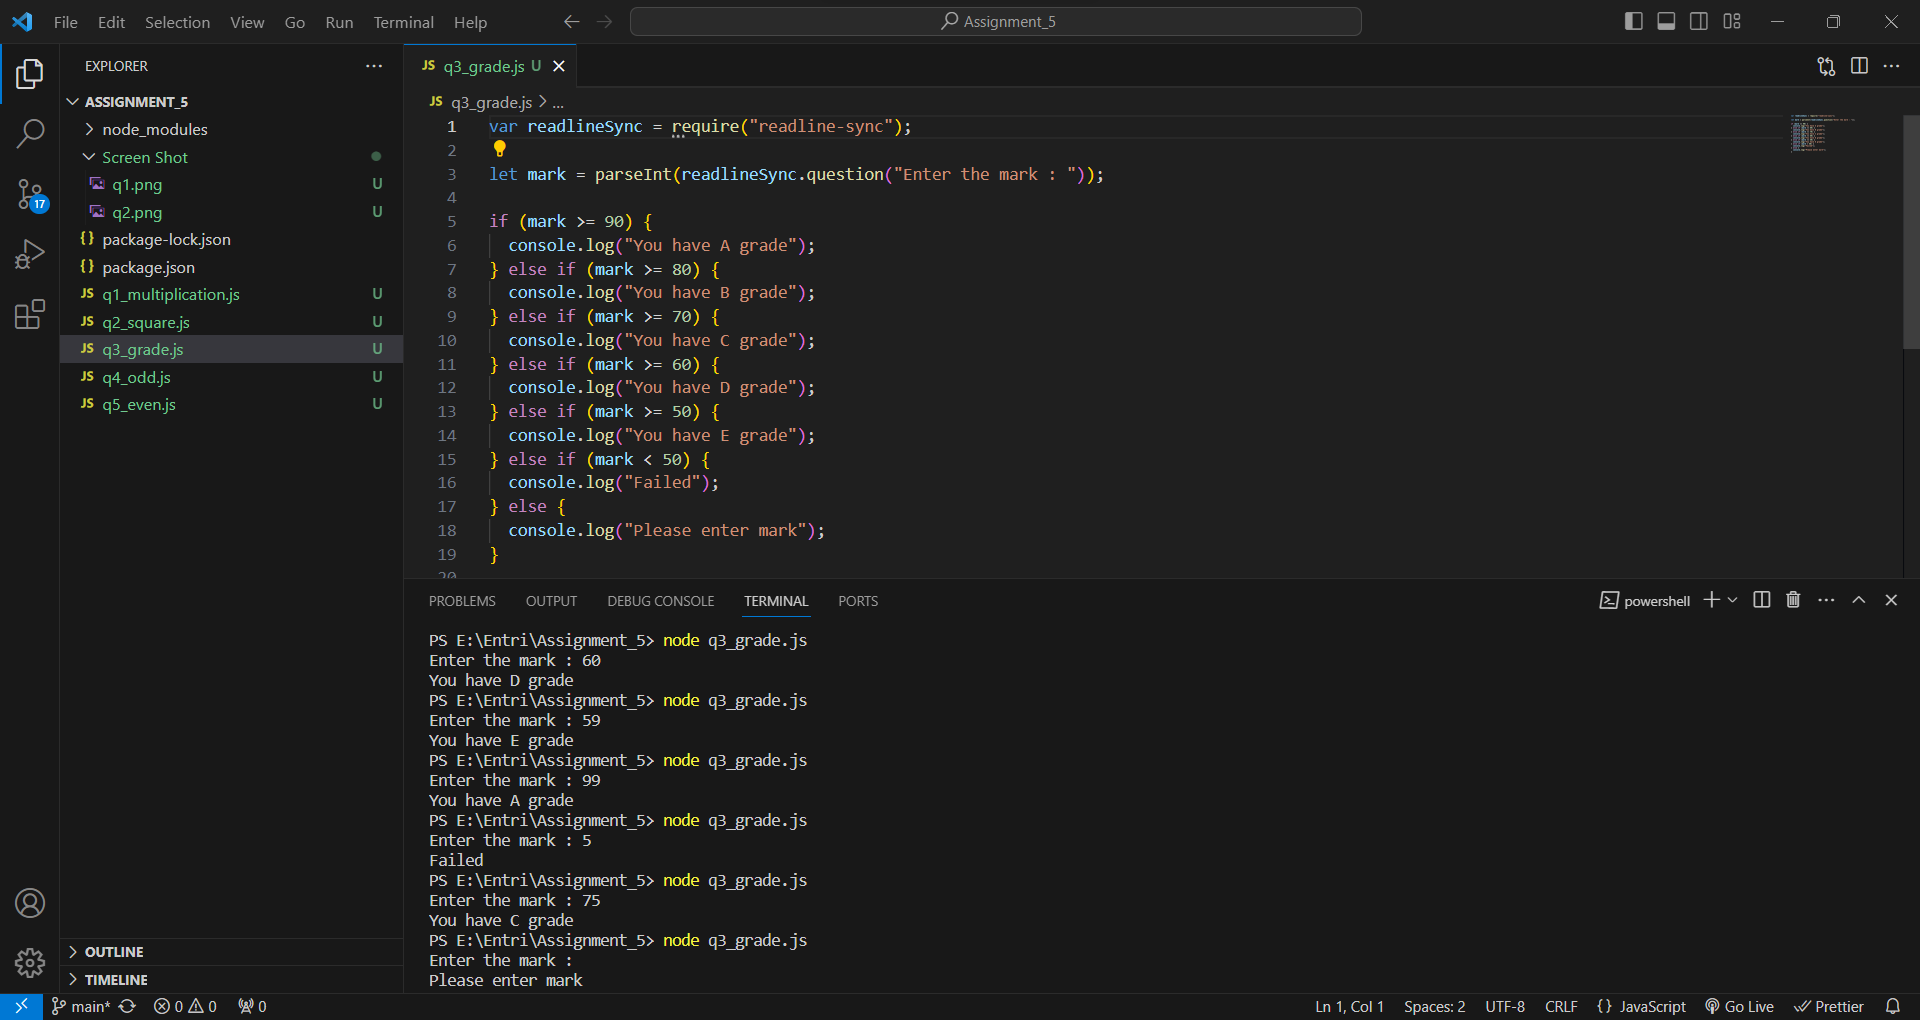 File Edit Selection View Go Run Terminal Help
Assignment_5
EXPLORER
ASSIGNMENT_5
node_modules
Screen Shot
q1.png U
q2.png U
{} package-lock.json
{} package.json
JS q1_multiplication.js U
JS q2_square.js U
JS q3_grade.js U
JS q4_odd.js U
JS q5_even.js U
OUTLINE
TIMELINE
17
JS q3_grade.js U
JS q3_grade.js > ...
1 var readlineSync = require("readline-sync");
2
3 let mark = parseInt(readlineSync.question("Enter the mark : "));
4
5 if (mark >= 90) {
6 console.log("You have A grade");
7 } else if (mark >= 80) {
8 console.log("You have B grade");
9 } else if (mark >= 70) {
10 console.log("You have C grade");
11 } else if (mark >= 60) {
12 console.log("You have D grade");
13 } else if (mark >= 50) {
14 console.log("You have E grade");
15 } else if (mark < 50) {
16 console.log("Failed");
17 } else {
18 console.log("Please enter mark");
19 }
20
PROBLEMS OUTPUT DEBUG CONSOLE TERMINAL PORTS
powershell
PS E:\Entri\Assignment_5> node q3_grade.js
Enter the mark : 60
You have D grade
PS E:\Entri\Assignment_5> node q3_grade.js
Enter the mark : 59
You have E grade
PS E:\Entri\Assignment_5> node q3_grade.js
Enter the mark : 99
You have A grade
PS E:\Entri\Assignment_5> node q3_grade.js
Enter the mark : 5
Failed
PS E:\Entri\Assignment_5> node q3_grade.js
Enter the mark : 75
You have C grade
PS E:\Entri\Assignment_5> node q3_grade.js
Enter the mark :
Please enter mark
main* 0 0 0 Ln 1, Col 1 Spaces: 2 UTF-8 CRLF {} JavaScript Go Live Prettier